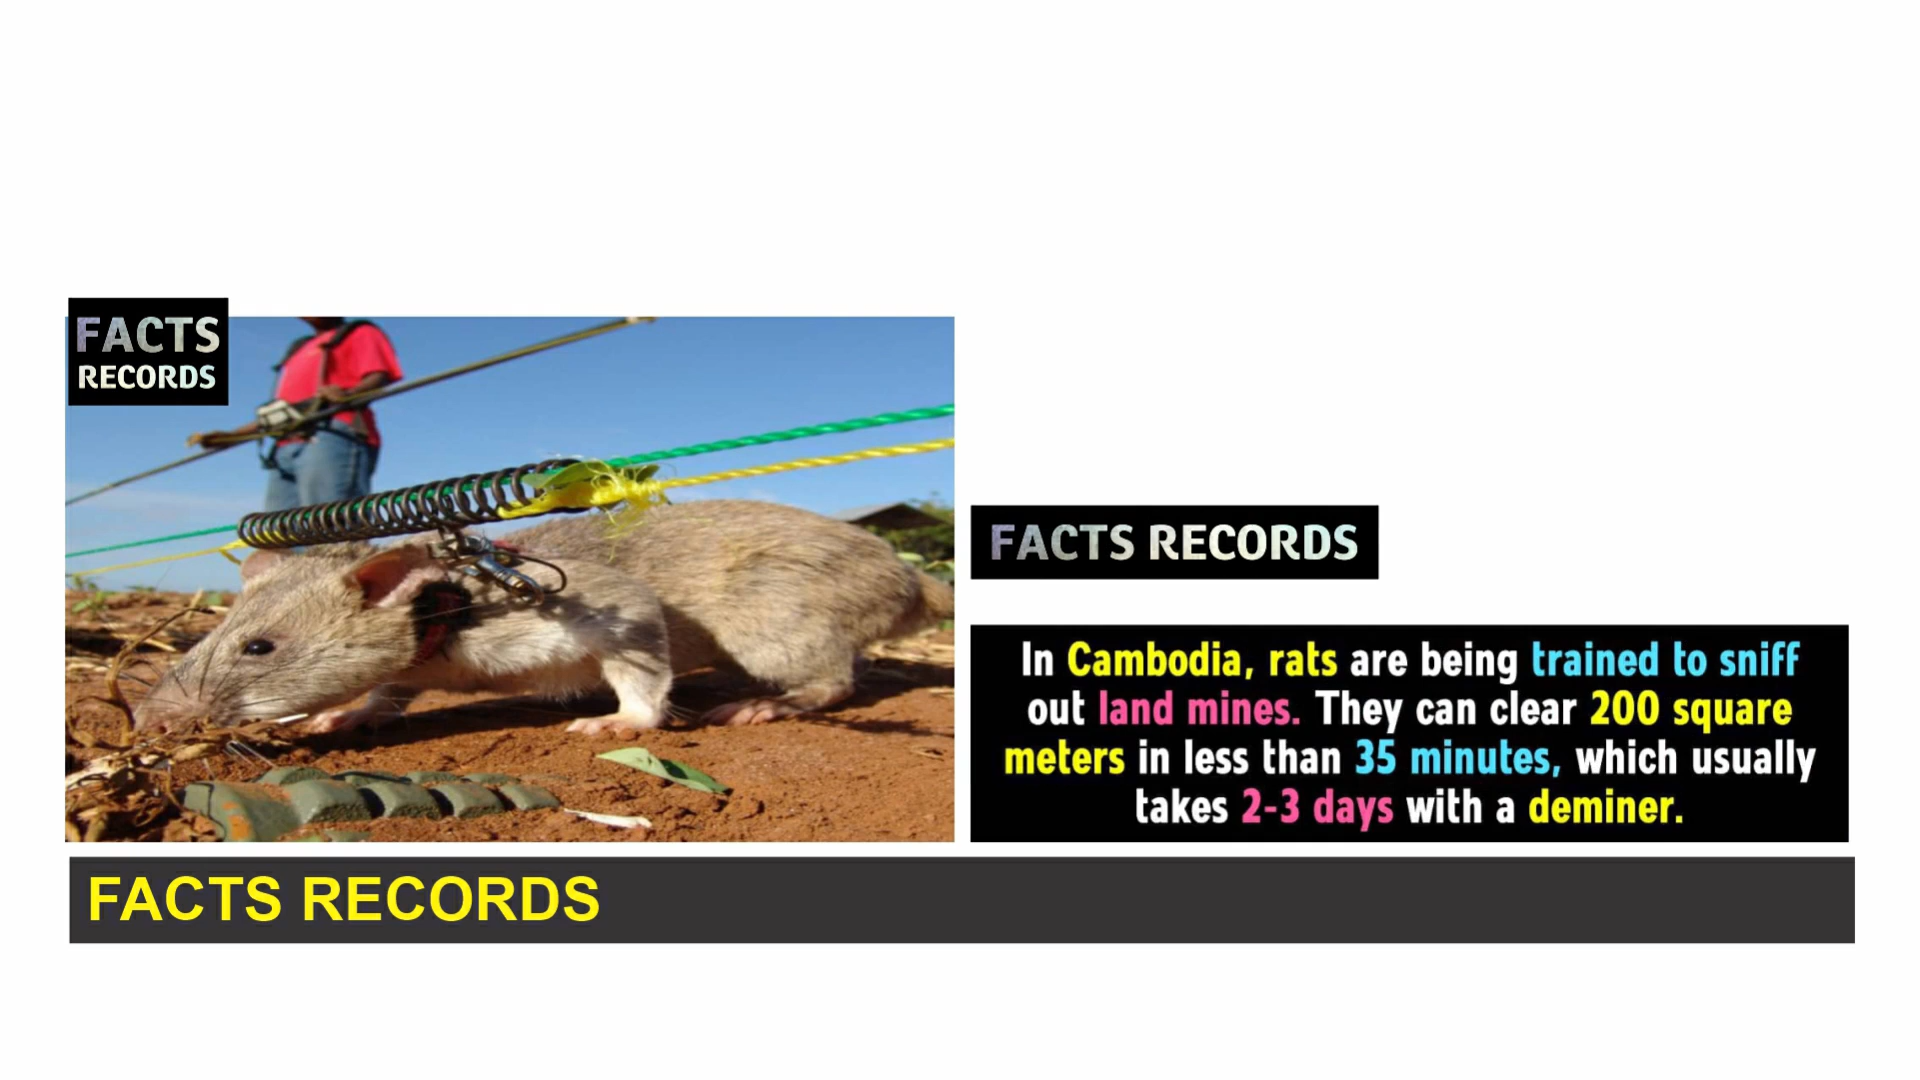 FACTS
RECORDS
FACTS RECORDS
In Cambodia, rats are being trained to sniff
out land mines. They can clear 200 square
meters in less than 35 minutes, which usually
takes 2-3 days with a deminer.
FACTS RECORDS